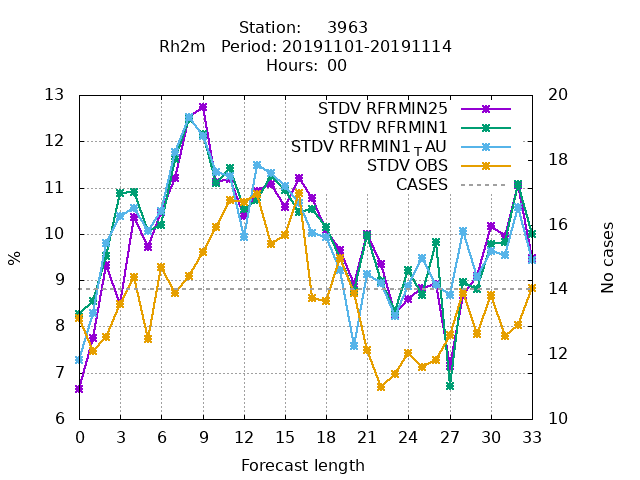 Station:     3963
Rh2m   Period: 20191101-20191114
Hours:  00
STDV RFRMIN25
STDV RFRMIN1
STDV RFRMIN1┬AU
STDV OBS
CASES
13
12
11
10
9
8
7
6
%
20
18
16
14
12
10
No cases
0 3 6 9 12 15 18 21 24 27 30 33
Forecast length